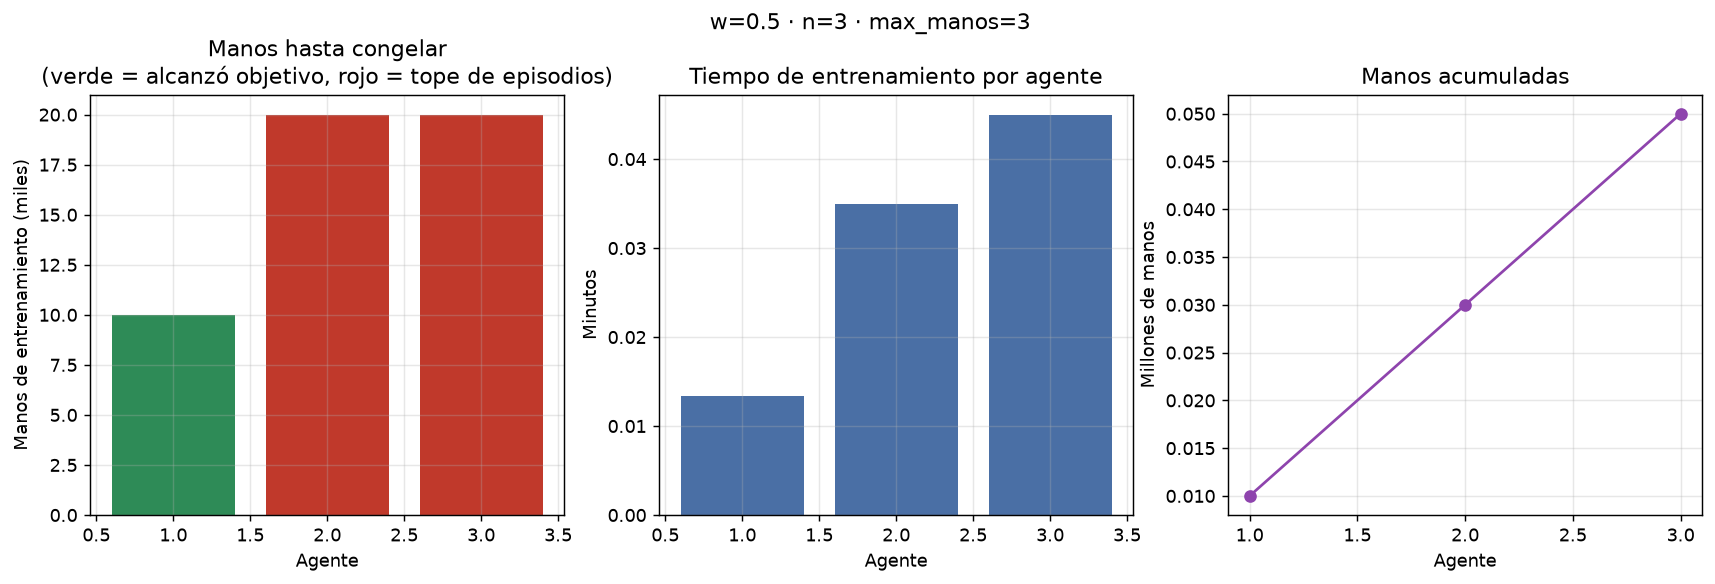 w=0.5 · n=3 · max_manos=3
Manos hasta congelar
(verde = alcanzó objetivo, rojo = tope de episodios)
Manos de entrenamiento (miles)
20.0
17.5
15.0
12.5
10.0
7.5
5.0
2.5
0.0
0.5 1.0 1.5 2.0 2.5 3.0 3.5
Agente
Tiempo de entrenamiento por agente
Minutos
0.04
0.03
0.02
0.01
0.00
0.5 1.0 1.5 2.0 2.5 3.0 3.5
Agente
Manos acumuladas
Millones de manos
0.050
0.045
0.040
0.035
0.030
0.025
0.020
0.015
0.010
1.0 1.5 2.0 2.5 3.0
Agente